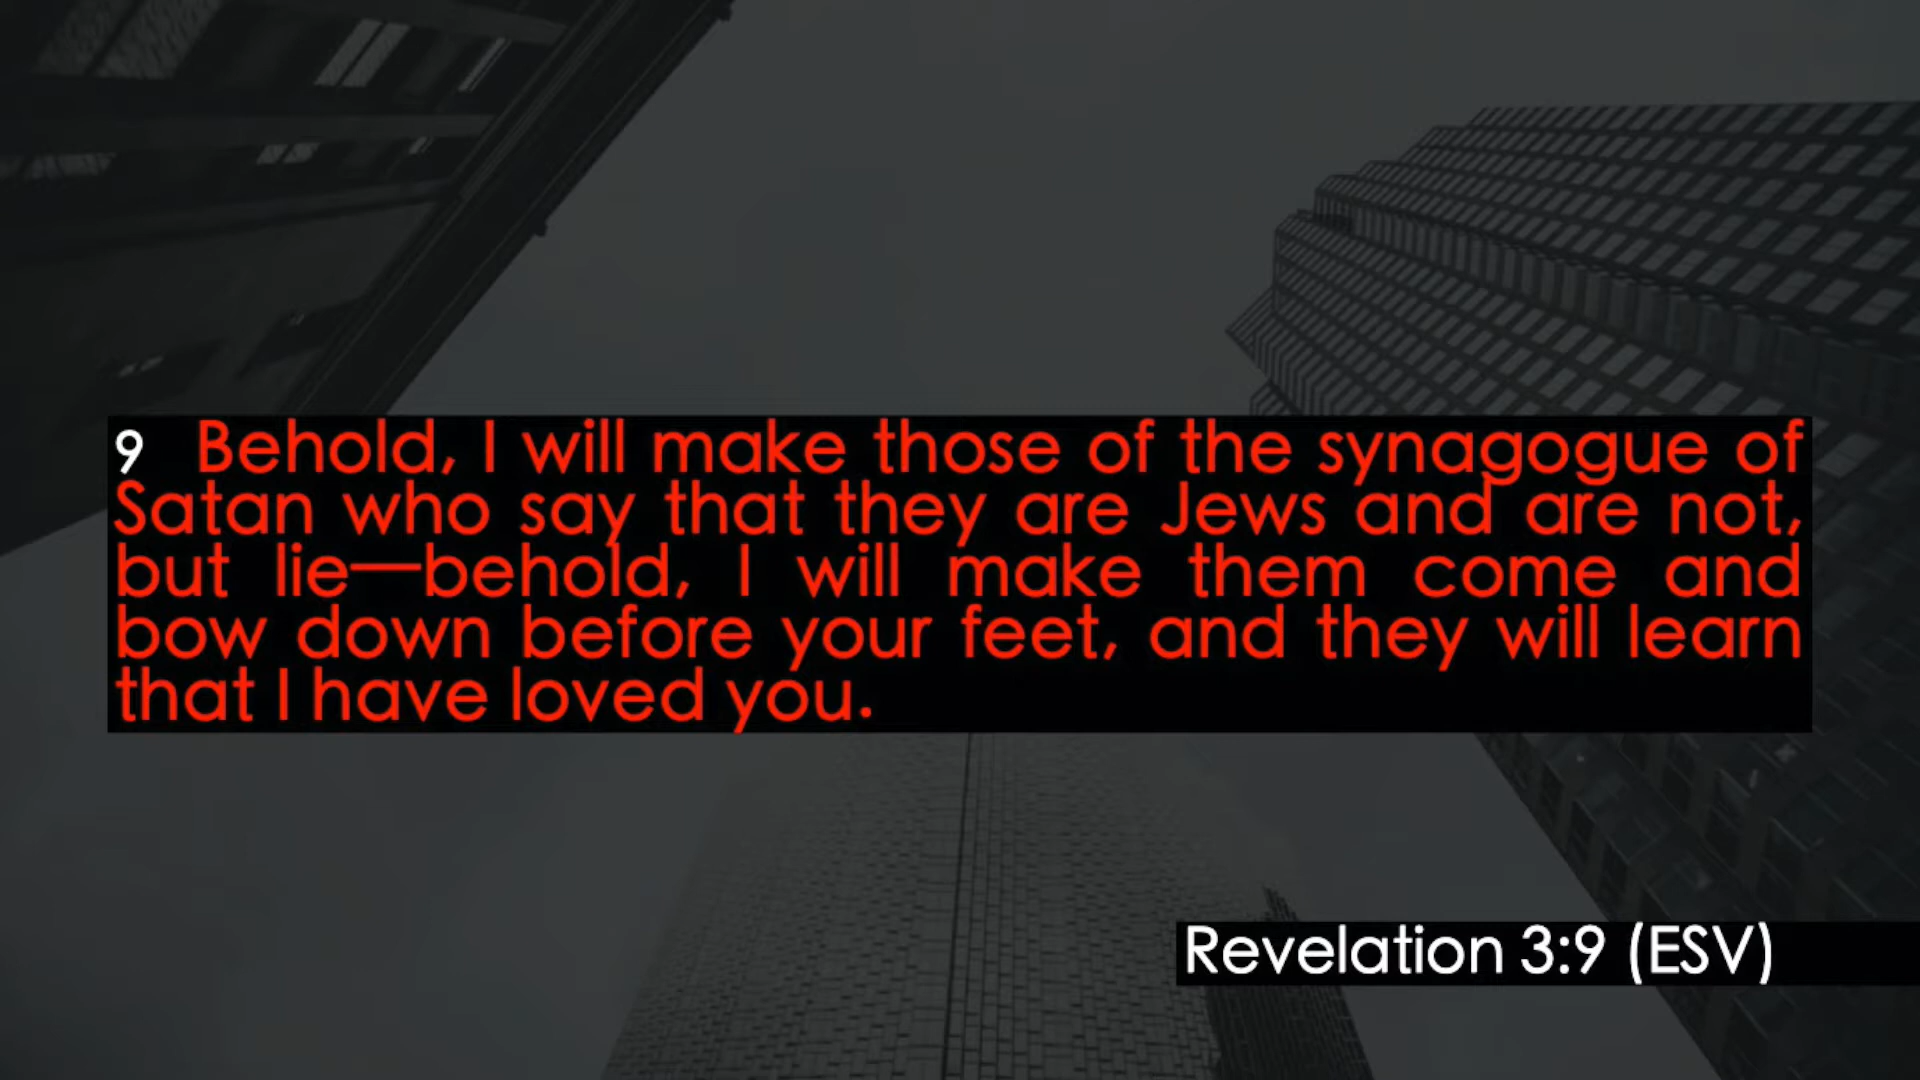 9 Behold, I will make those of the synagogue of
Satan who say that they are Jews and are not,
but lie—behold, I will make them come and
bow down before your feet, and they will learn
that I have loved you.
Revelation 3:9 (ESV)